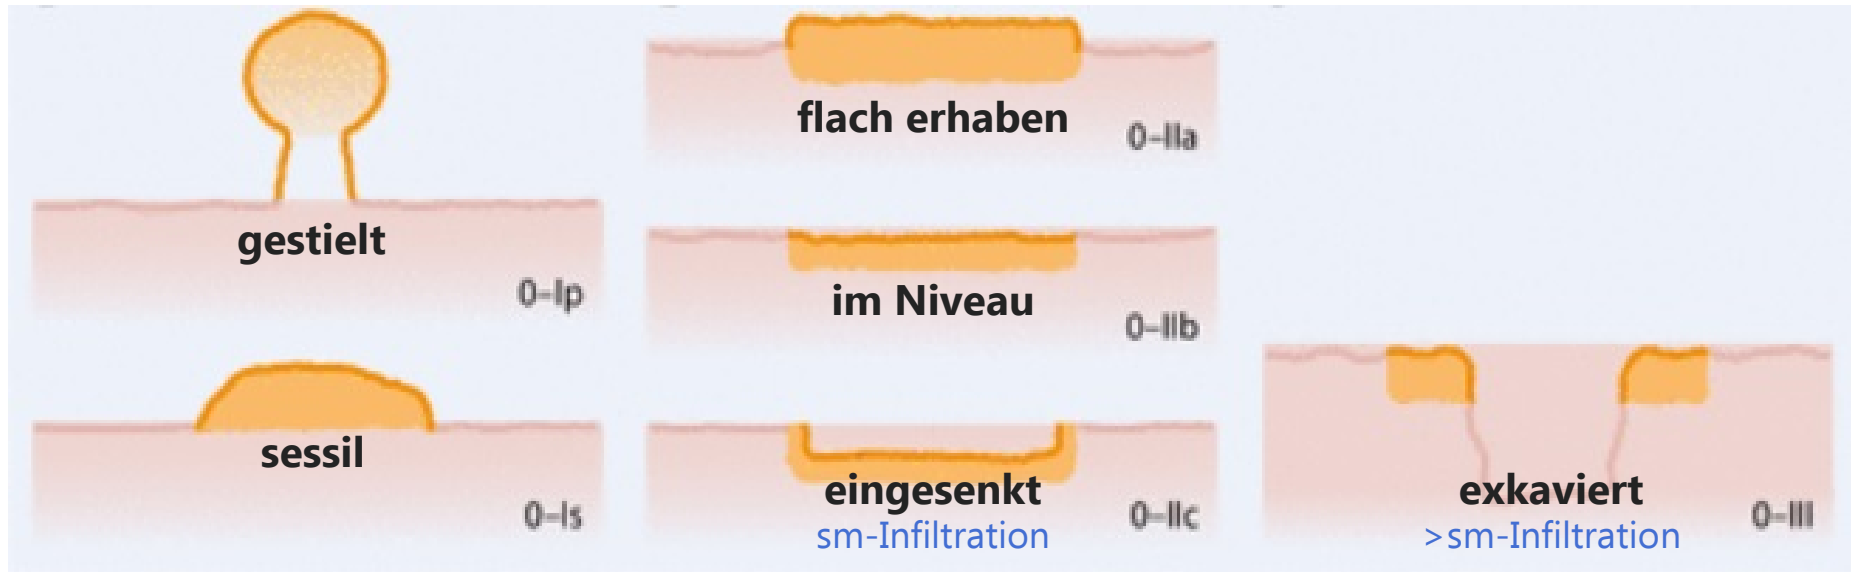 gestielt
0-Ip
sessil
0-Is
flach erhaben
0-IIa
im Niveau
0-IIb
eingesenkt
sm-Infiltration
0-IIc
exkaviert
>sm-Infiltration
0-III